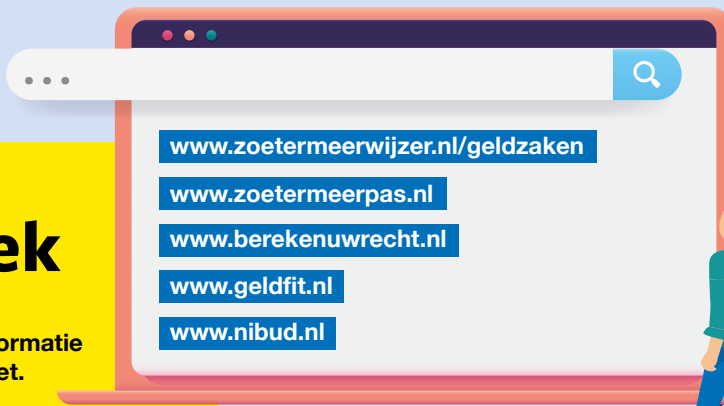 www.zoetermeerwijzer.nl/geldzaken
www.zoetermeerpas.nl
www.berekenuwrecht.nl
www.geldfit.nl
www.nibud.nl
ek
ormatie
et.